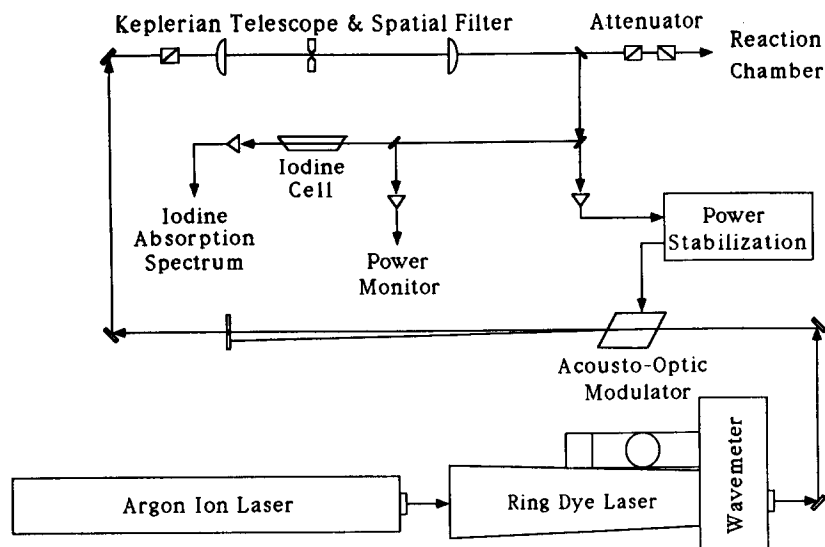 Keplerian Telescope & Spatial Filter
Attenuator
Reaction
Chamber
Iodine
Cell
Iodine
Absorption
Spectrum
Power
Monitor
Power
Stabilization
Acousto-Optic
Modulator
Argon Ion Laser
Ring Dye Laser
Wavemeter